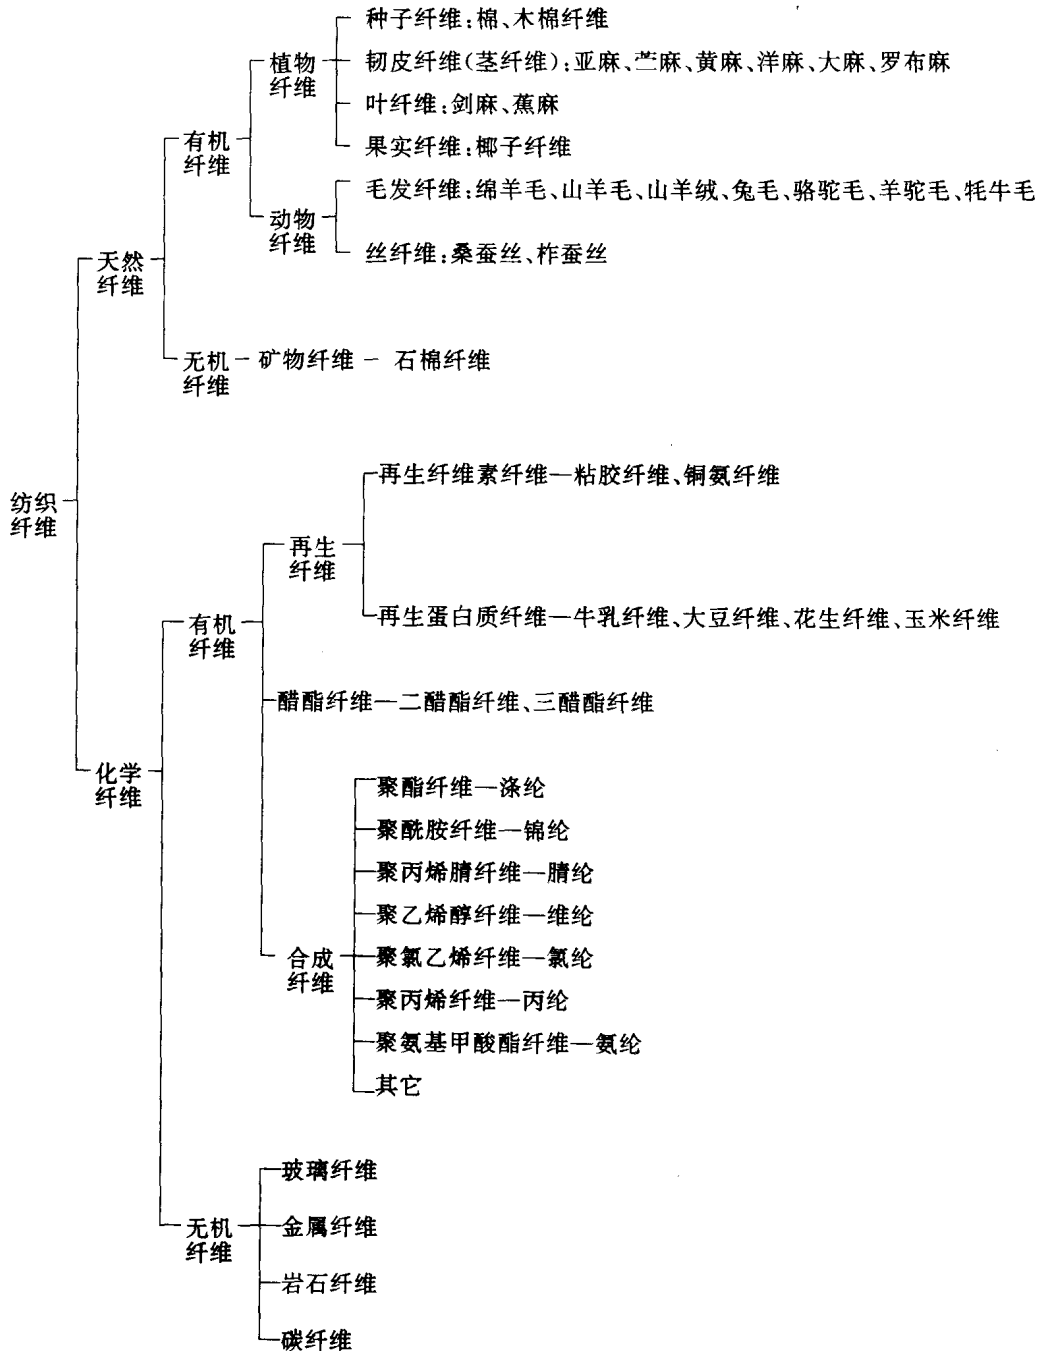 种子纤维:棉、木棉纤维
植物
纤维
韧皮纤维(茎纤维):亚麻、苎麻、黄麻、洋麻、大麻、罗布麻
叶纤维:剑麻、蕉麻
有机
纤维
果实纤维:椰子纤维
毛发纤维:绵羊毛、山羊毛、山羊绒、兔毛、骆驼毛、羊驼毛、牦牛毛
动物
纤维
丝纤维:桑蚕丝、柞蚕丝
天然
纤维
无机
纤维
矿物纤维
石棉纤维
再生纤维素纤维—粘胶纤维、铜氨纤维
纺织
纤维
再生
纤维
再生蛋白质纤维—牛乳纤维、大豆纤维、花生纤维、玉米纤维
有机
纤维
醋酯纤维—二醋酯纤维、三醋酯纤维
化学
纤维
聚酯纤维—涤纶
聚酰胺纤维—锦纶
聚丙烯腈纤维—腈纶
聚乙烯醇纤维—维纶
合成
纤维
聚氯乙烯纤维—氯纶
聚丙烯纤维—丙纶
聚氨基甲酸酯纤维—氨纶
其它
玻璃纤维
无机
纤维
金属纤维
岩石纤维
碳纤维